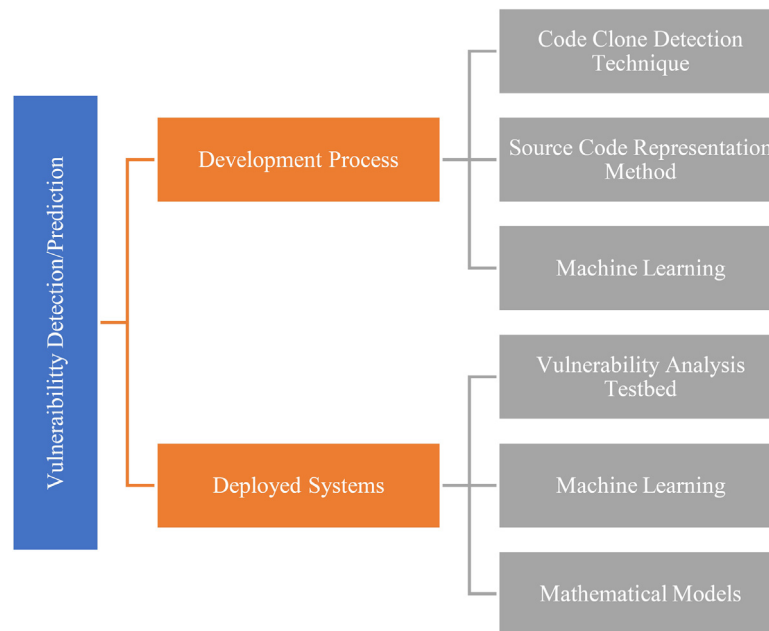 Vulneraibilitty Detection/Prediction
Development Process
Code Clone Detection
Technique
Source Code Representation
Method
Machine Learning
Deployed Systems
Vulnerability Analysis
Testbed
Machine Learning
Mathematical Models